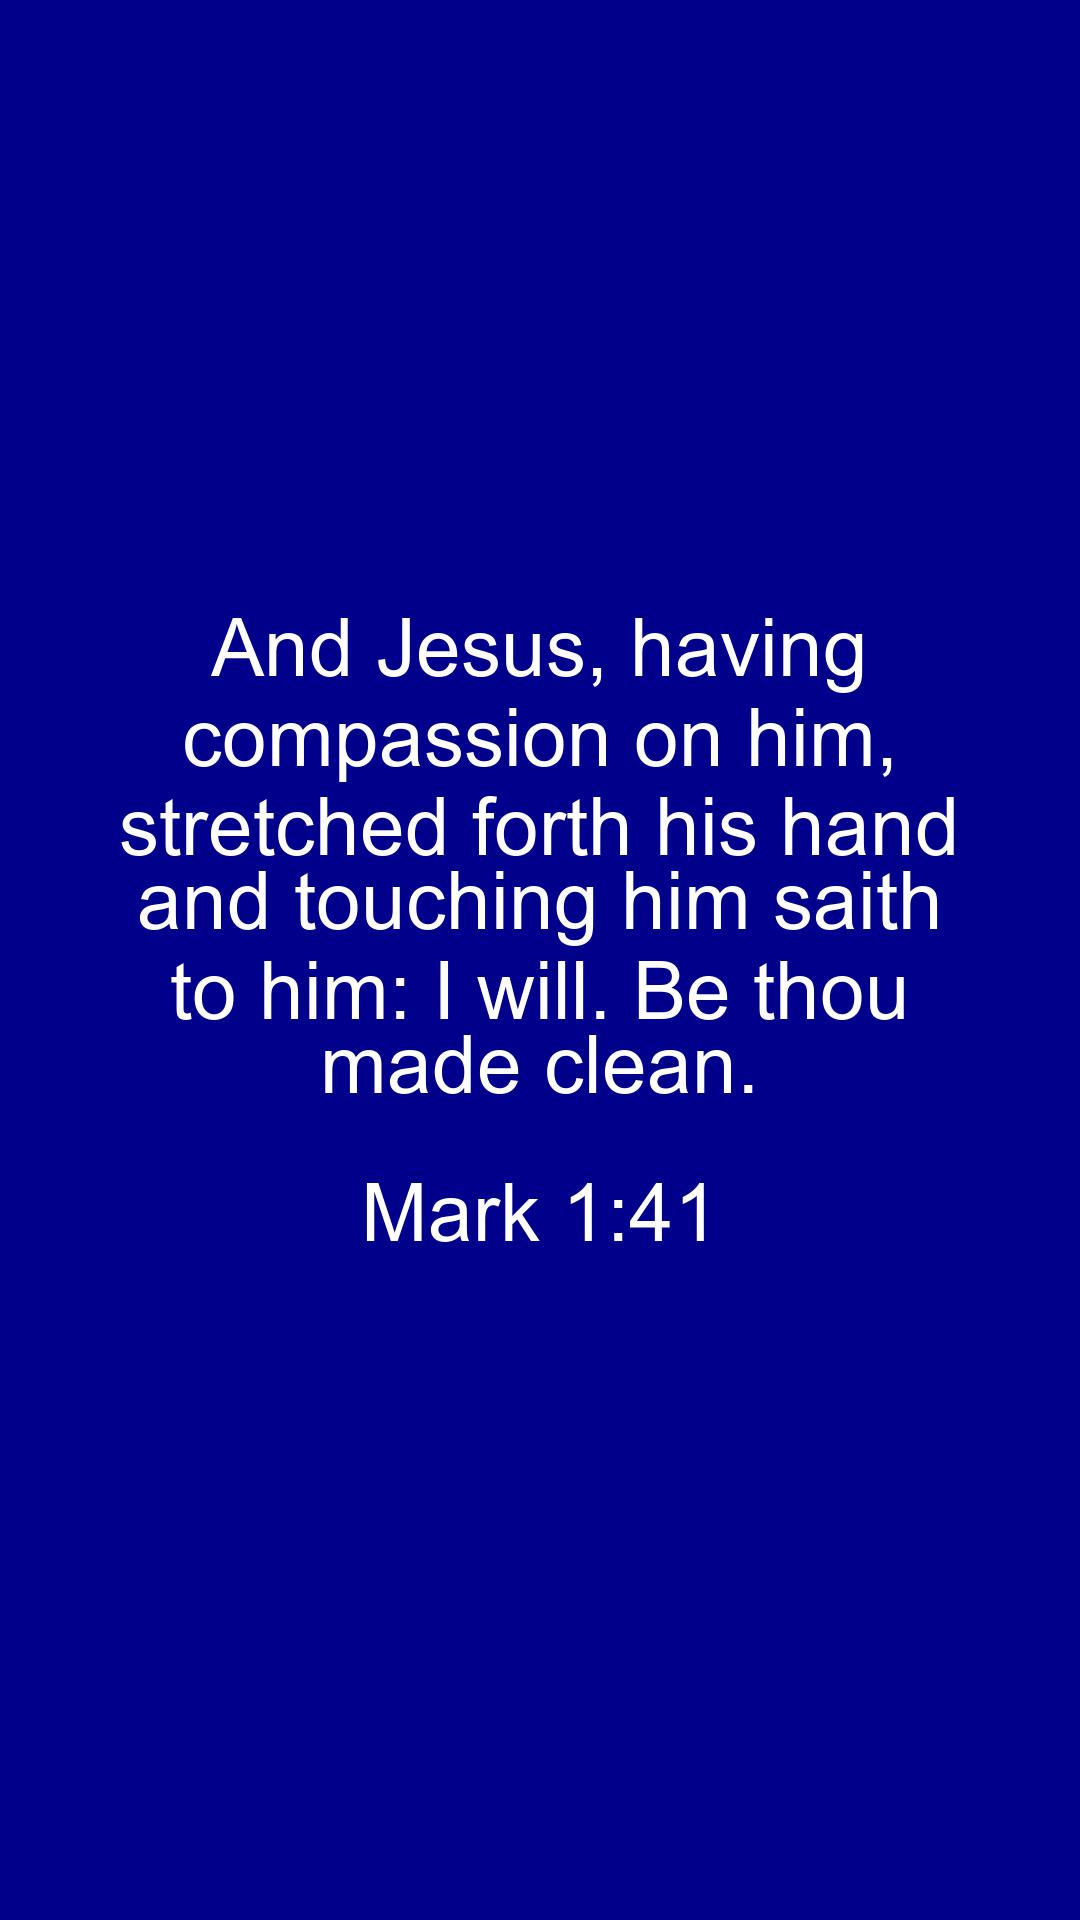 And Jesus, having
compassion on him,
stretched forth his hand
and touching him saith
to him: I will. Be thou
made clean.
Mark 1:41